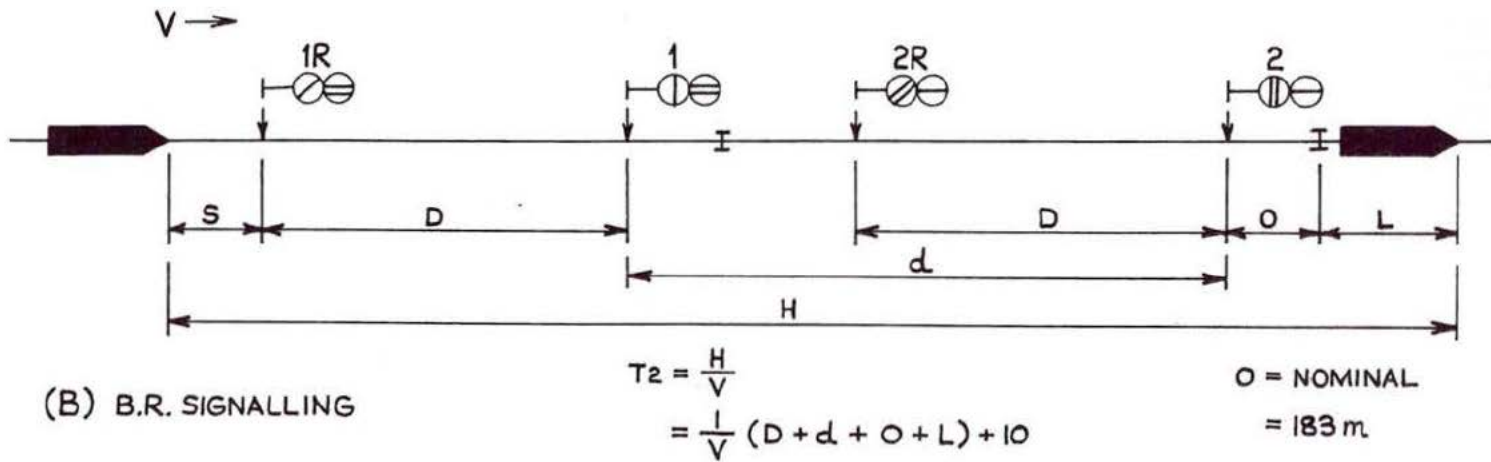 V
1R
1
2R
2
S
D
D
O
L
d
H
T2 = H/V
= 1/V (D + d + O + L) + 10
(B) B.R. SIGNALLING
O = NOMINAL
= 183 m